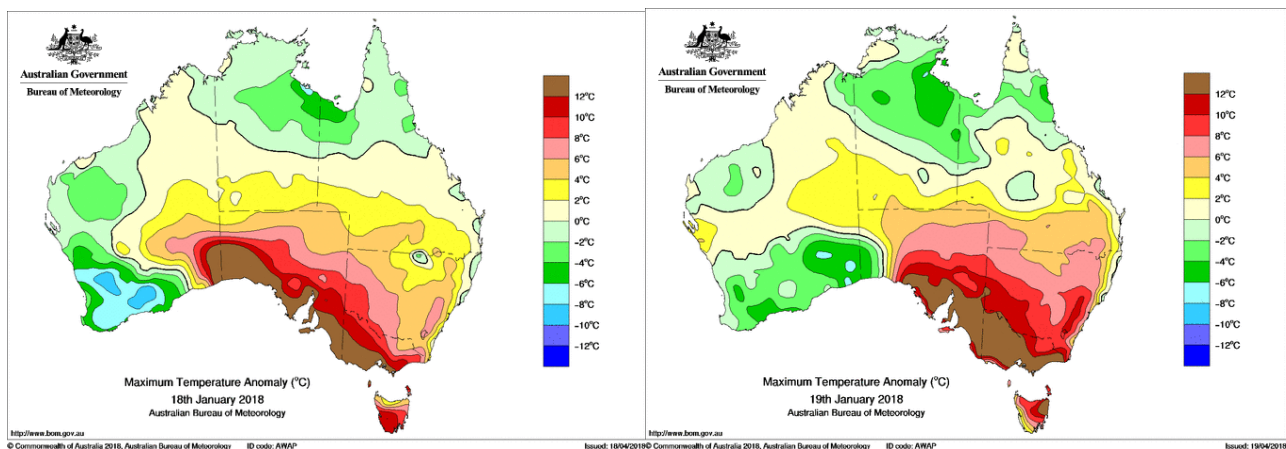 Australian Government
Bureau of Meteorology
12°C
10°C
8°C
6°C
4°C
2°C
0°C
-2°C
-4°C
-6°C
-8°C
-10°C
-12°C
Maximum Temperature Anomaly (°C)
18th January 2018
Australian Bureau of Meteorology
http://www.bom.gov.au
© Commonwealth of Australia 2018, Australian Bureau of Meteorology ID code: AWAP Issued: 18/04/2018
Australian Government
Bureau of Meteorology
12°C
10°C
8°C
6°C
4°C
2°C
0°C
-2°C
-4°C
-6°C
-8°C
-10°C
-12°C
Maximum Temperature Anomaly (°C)
19th January 2018
Australian Bureau of Meteorology
http://www.bom.gov.au
© Commonwealth of Australia 2018, Australian Bureau of Meteorology ID code: AWAP Issued: 19/04/2018